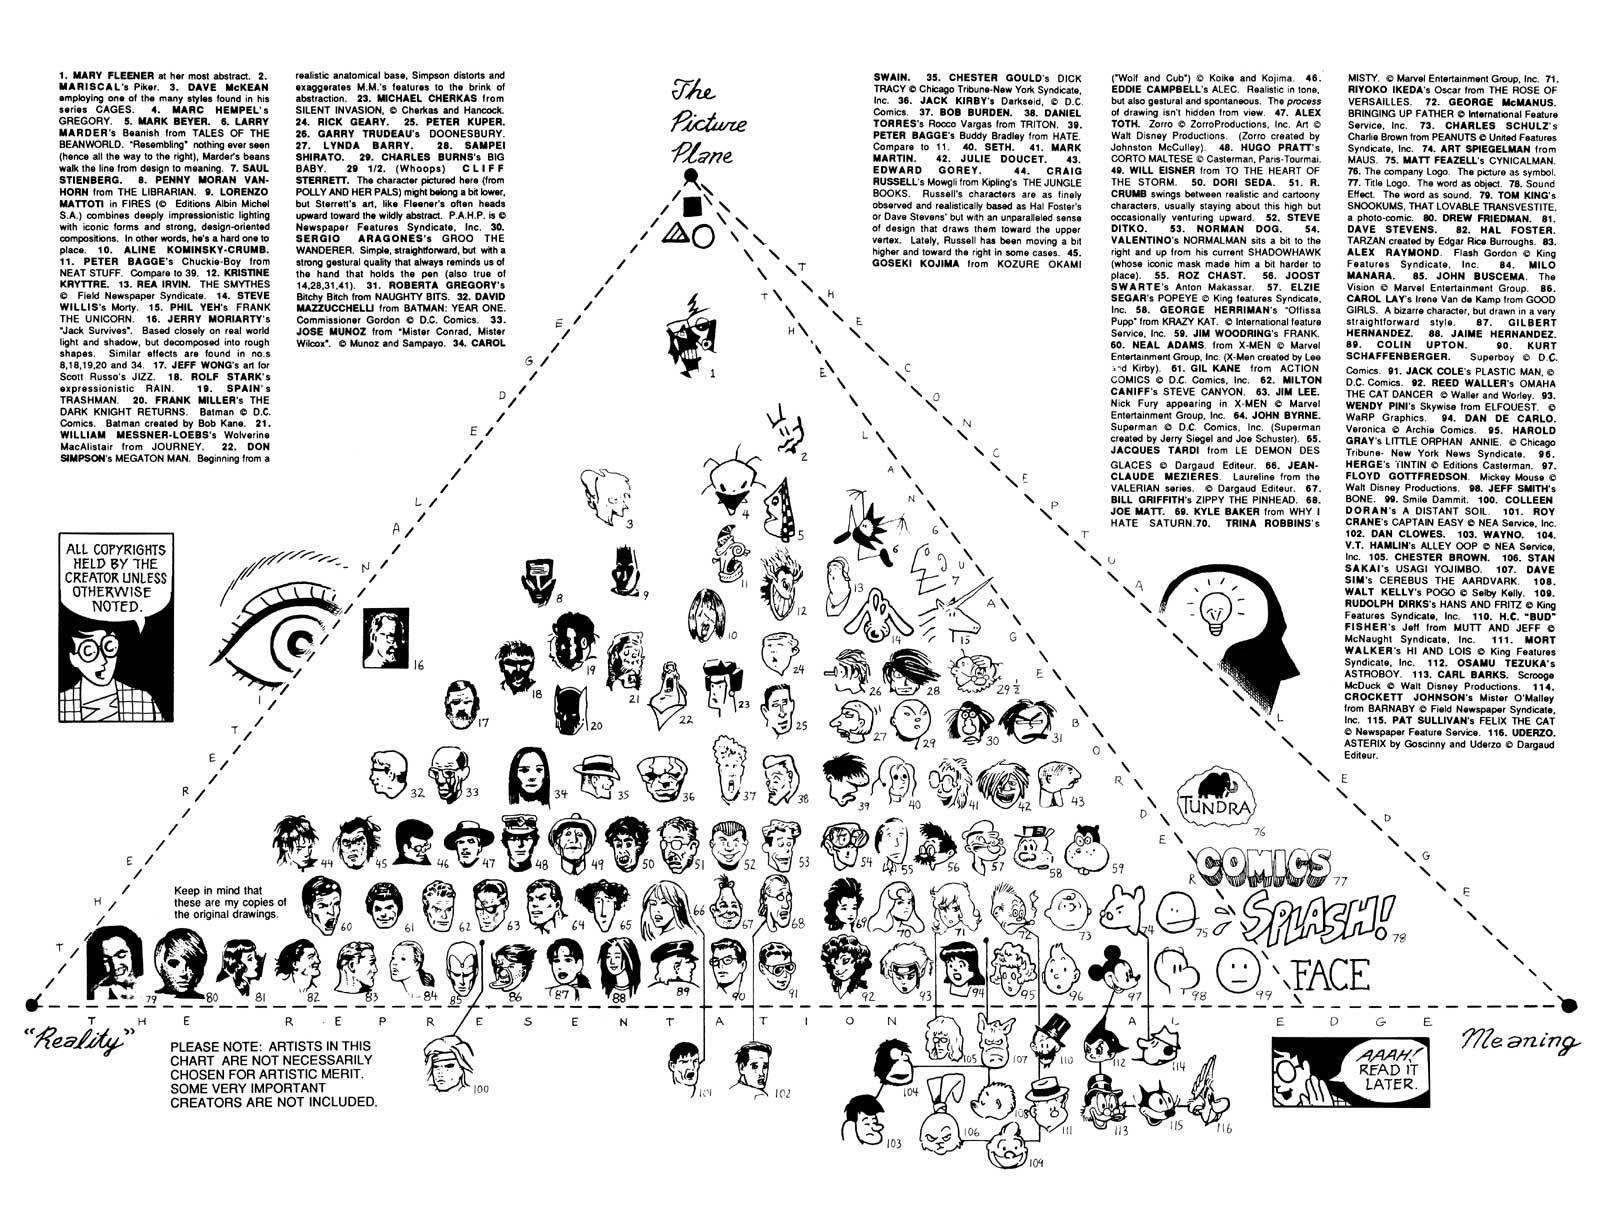 1. MARY FLEENER at her most abstract. 2.
MARISCAL's Piker. 3. DAVE McKEAN
employing one of the many styles found in his
series CAGES. 4. MARC HEMPEL's
GREGORY. 5. MARK BEYER. 6. LARRY
MARDER's Beanish from TALES OF THE
BEANWORLD. "Resembling" nothing ever seen
(hence all the way to the right), Marder's beans
walk the line from design to meaning. 7. SAUL
STIENBERG. 8. PENNY MORAN VAN-
HORN from THE LIBRARIAN. 9. LORENZO
MATTOTI in FIRES (© Editions Albin Michel
S.A.) combines deeply impressionistic lighting
with iconic forms and strong, design-oriented
compositions. In other words, he's a hard one to
place. 10. ALINE KOMINSKY-CRUMB.
11. PETER BAGGE's Chuckie-Boy from
NEAT STUFF. Compare to 39. 12. KRISTINE
KRYTTRE. 13. REA IRVIN. THE SMYTHES
© Field Newspaper Syndicate. 14. STEVE
WILLIS's Morty. 15. PHIL YEH's FRANK
THE UNICORN. 16. JERRY MORIARTY's
"Jack Survives". Based closely on real world
light and shadow, but decomposed into rough
shapes. Similar effects are found in no.s
8,18,19,20 and 34. 17. JEFF WONG's art for
Scott Russo's JIZZ. 18. ROLF STARK's
expressionistic RAIN. 19. SPAIN's
TRASHMAN. 20. FRANK MILLER's THE
DARK KNIGHT RETURNS. Batman © D.C.
Comics. Batman created by Bob Kane. 21.
WILLIAM MESSNER-LOEBS's Wolverine
MacAlistair from JOURNEY. 22. DON
SIMPSON's MEGATON MAN. Beginning from a
realistic anatomical base, Simpson distorts and
exaggerates M.M.'s features to the brink of
abstraction. 23. MICHAEL CHERKAS from
SILENT INVASION, © Cherkas and Hancock.
24. RICK GEARY. 25. PETER KUPER.
26. GARRY TRUDEAU's DOONESBURY.
27. LYNDA BARRY. 28. SAMPEI
SHIRATO. 29. CHARLES BURNS's BIG
BABY. 29 1/2. (Whoops) CLIFF
STERRETT. The character pictured here (from
POLLY AND HER PALS) might belong a bit lower,
but Sterrett's art, like Fleener's often heads
upward toward the wildly abstract. P.A.H.P. is ©
Newspaper Features Syndicate, Inc. 30.
SERGIO ARAGONES's GROO THE
WANDERER. Simple, straightforward, but with a
strong gestural quality that always reminds us of
the hand that holds the pen (also true of
14,28,31,41). 31. ROBERTA GREGORY's
Bitchy Bitch from NAUGHTY BITS. 32. DAVID
MAZZUCCHELLI from BATMAN: YEAR ONE.
Commissioner Gordon © D.C. Comics. 33.
JOSE MUNOZ from "Mister Conrad, Mister
Wilcox". © Munoz and Sampayo. 34. CAROL
SWAIN. 35. CHESTER GOULD's DICK
TRACY © Chicago Tribune-New York Syndicate,
Inc. 36. JACK KIRBY's Darkseid, © D.C.
Comics. 37. BOB BURDEN. 38. DANIEL
TORRES's Rocco Vargas from TRITON. 39.
PETER BAGGE's Buddy Bradley from HATE.
Compare to 11. 40. SETH. 41. MARK
MARTIN. 42. JULIE DOUCET. 43.
EDWARD GOREY. 44. CRAIG
RUSSELL's Mowgli from Kipling's THE JUNGLE
BOOKS. Russell's characters are as finely
observed and realistically based as Hal Foster's
or Dave Stevens' but with an unparalleled sense
of design that draws them toward the upper
vertex. Lately, Russell has been moving a bit
higher and toward the right in some cases. 45.
GOSEKI KOJIMA from KOZURE OKAMI
("Wolf and Cub") © Koike and Kojima. 46.
EDDIE CAMPBELL's ALEC. Realistic in tone,
but also gestural and spontaneous. The process
of drawing isn't hidden from view. 47. ALEX
TOTH. Zorro © ZorroProductions, Inc. Art ©
Walt Disney Productions. (Zorro created by
Johnston McCulley). 48. HUGO PRATT's
CORTO MALTESE © Casterman, Paris-Tournai.
49. WILL EISNER from TO THE HEART OF
THE STORM. 50. DORI SEDA. 51. R.
CRUMB swings between realistic and cartoony
characters, usually staying about this high but
occasionally venturing upward. 52. STEVE
DITKO. 53. NORMAN DOG. 54.
VALENTINO's NORMALMAN sits a bit to the
right and up from his current SHADOWHAWK
(whose iconic mask made him a bit harder to
place). 55. ROZ CHAST. 56. JOOST
SWARTE's Anton Makassar. 57. ELZIE
SEGAR's POPEYE © King features Syndicate,
Inc. 58. GEORGE HERRIMAN's "Offissa
Pupp" from KRAZY KAT. © International feature
Service, Inc. 59. JIM WOODRING's FRANK.
60. NEAL ADAMS. from X-MEN © Marvel
Entertainment Group, Inc. (X-Men created by Lee
and Kirby). 61. GIL KANE from ACTION
COMICS © D.C. Comics, Inc. 62. MILTON
CANIFF's STEVE CANYON. 63. JIM LEE.
Nick Fury appearing in X-MEN © Marvel
Entertainment Group, Inc. 64. JOHN BYRNE.
Superman © D.C. Comics, Inc. (Superman
created by Jerry Siegel and Joe Schuster). 65.
JACQUES TARDI from LE DEMON DES
GLACES © Dargaud Editeur. 66. JEAN-
CLAUDE MEZIERES. Laureline from the
VALERIAN series. © Dargaud Editeur. 67.
BILL GRIFFITH's ZIPPY THE PINHEAD. 68.
JOE MATT. 69. KYLE BAKER from WHY I
HATE SATURN.70. TRINA ROBBINS's
MISTY. © Marvel Entertainment Group, Inc. 71.
RIYOKO IKEDA's Oscar from THE ROSE OF
VERSAILLES. 72. GEORGE McMANUS.
BRINGING UP FATHER © International Feature
Service, Inc. 73. CHARLES SCHULZ's
Charlie Brown from PEANUTS © United Features
Syndicate. 74. ART SPIEGELMAN from
MAUS. 75. MATT FEAZELL's CYNICALMAN.
76. The company Logo. The picture as symbol.
77. Title Logo. The word as object. 78. Sound
Effect. The word as sound. 79. TOM KING's
SNOOKUMS, THAT LOVABLE TRANSVESTITE,
a photo-comic. 80. DREW FRIEDMAN. 81.
DAVE STEVENS. 82. HAL FOSTER.
TARZAN created by Edgar Rice Burroughs. 83.
ALEX RAYMOND. Flash Gordon © King
Features Syndicate, Inc. 84. MILO
MANARA. 85. JOHN BUSCEMA. The
Vision © Marvel Entertainment Group. 86.
CAROL LAY's Irene Van de Kamp from GOOD
GIRLS. A bizarre character, but drawn in a very
straightforward style. 87. GILBERT
HERNANDEZ. 88. JAIME HERNANDEZ.
89. COLIN UPTON. 90. KURT
SCHAFFENBERGER. Superboy © D.C.
Comics. 91. JACK COLE's PLASTIC MAN, ©
D.C. Comics. 92. REED WALLER's OMAHA
THE CAT DANCER © Waller and Worley. 93.
WENDY PINI's Skywise from ELFQUEST. ©
WaRP Graphics. 94. DAN DE CARLO.
Veronica © Archie Comics. 95. HAROLD
GRAY's LITTLE ORPHAN ANNIE. © Chicago
Tribune- New York News Syndicate. 96.
HERGE's TINTIN © Editions Casterman. 97.
FLOYD GOTTFREDSON. Mickey Mouse ©
Walt Disney Productions. 98. JEFF SMITH's
BONE. 99. Smile Dammit. 100. COLLEEN
DORAN's A DISTANT SOIL. 101. ROY
CRANE's CAPTAIN EASY © NEA Service, Inc.
102. DAN CLOWES. 103. WAYNO. 104.
V.T. HAMLIN's ALLEY OOP © NEA Service,
Inc. 105. CHESTER BROWN. 106. STAN
SAKAI's USAGI YOJIMBO. 107. DAVE
SIM's CEREBUS THE AARDVARK. 108.
WALT KELLY's POGO © Selby Kelly. 109.
RUDOLPH DIRKS's HANS AND FRITZ © King
Features Syndicate, Inc. 110. H.C. "BUD"
FISHER's Jeff from MUTT AND JEFF ©
McNaught Syndicate, Inc. 111. MORT
WALKER's HI AND LOIS © King Features
Syndicate, Inc. 112. OSAMU TEZUKA's
ASTROBOY. 113. CARL BARKS. Scrooge
McDuck © Walt Disney Productions. 114.
CROCKETT JOHNSON's Mister O'Malley
from BARNABY © Field Newspaper Syndicate,
Inc. 115. PAT SULLIVAN's FELIX THE CAT
© Newspaper Feature Service. 116. UDERZO.
ASTERIX by Goscinny and Uderzo © Dargaud
Editeur.
The
Picture
Plane
THE RETINAL EDGE
THE LANGUAGE BORDER
THE CONCEPTUAL EDGE
ALL COPYRIGHTS
HELD BY THE
CREATOR UNLESS
OTHERWISE
NOTED.
C C
1
2
3 4 5
6 7
8 9 11 12 13
10 14 15
16 18 19 21 24 26 28 29 1/2
17 20 22 23 25 27 29 30 31
32 33 34 35 36 37 38 39 40 41 42 43
TUNDRA
76
44 45 46 47 48 49 50 51 52 53 54 55 56 57 58 59
COMICS
77
Keep in mind that
these are my copies of
the original drawings.
60 61 62 63 64 65 66 67 68 69 70 71 72 73 74 75
SPLASH!
78
79 80 81 82 83 84 85 86 87 88 89 90 91 92 93 94 95 96 97 98 99
FACE
"Reality"
THE REPRESENTATIONAL EDGE
Meaning
PLEASE NOTE: ARTISTS IN THIS
CHART ARE NOT NECESSARILY
CHOSEN FOR ARTISTIC MERIT.
SOME VERY IMPORTANT
CREATORS ARE NOT INCLUDED.
100 101 102
105 107 110 112 114
104 106 108 111 113 115 116
103 109
AAAH!
READ IT
LATER.